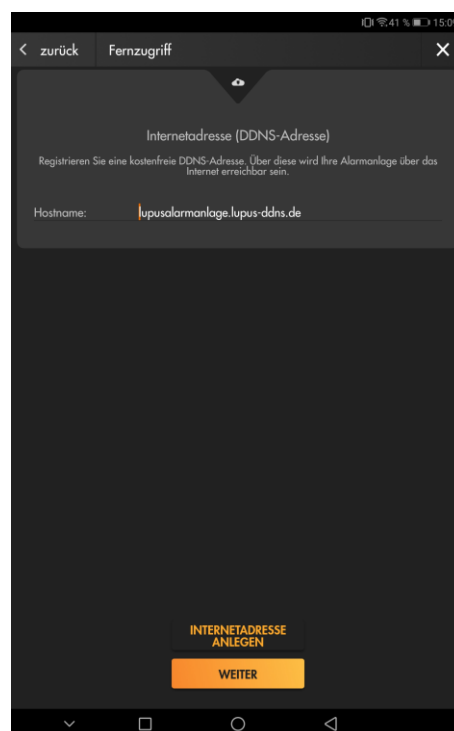 41 % 15:0
zurück Fernzugriff
Internetadresse (DDNS-Adresse)
Registrieren Sie eine kostenfreie DDNS-Adresse. Über diese wird Ihre Alarmanlage über das
Internet erreichbar sein.
Hostname: lupusalarmanlage.lupus-ddns.de
INTERNETADRESSE
ANLEGEN
WEITER